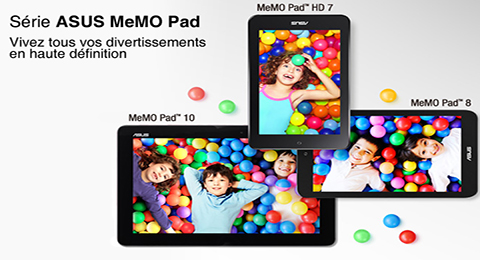 Série ASUS MeMO Pad
Vivez tous vos divertissements
en haute définition
MeMO Pad™ HD 7
ASUS
MeMO Pad™ 10
ASUS
MeMO Pad™ 8
ASUS